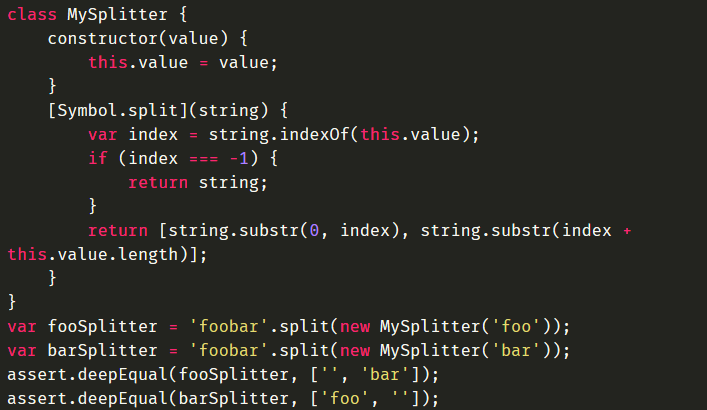 class MySplitter {
    constructor(value) {
        this.value = value;
    }
    [Symbol.split](string) {
        var index = string.indexOf(this.value);
        if (index === -1) {
            return string;
        }
        return [string.substr(0, index), string.substr(index +
this.value.length)];
    }
}
var fooSplitter = 'foobar'.split(new MySplitter('foo'));
var barSplitter = 'foobar'.split(new MySplitter('bar'));
assert.deepEqual(fooSplitter, ['', 'bar']);
assert.deepEqual(barSplitter, ['foo', '']);